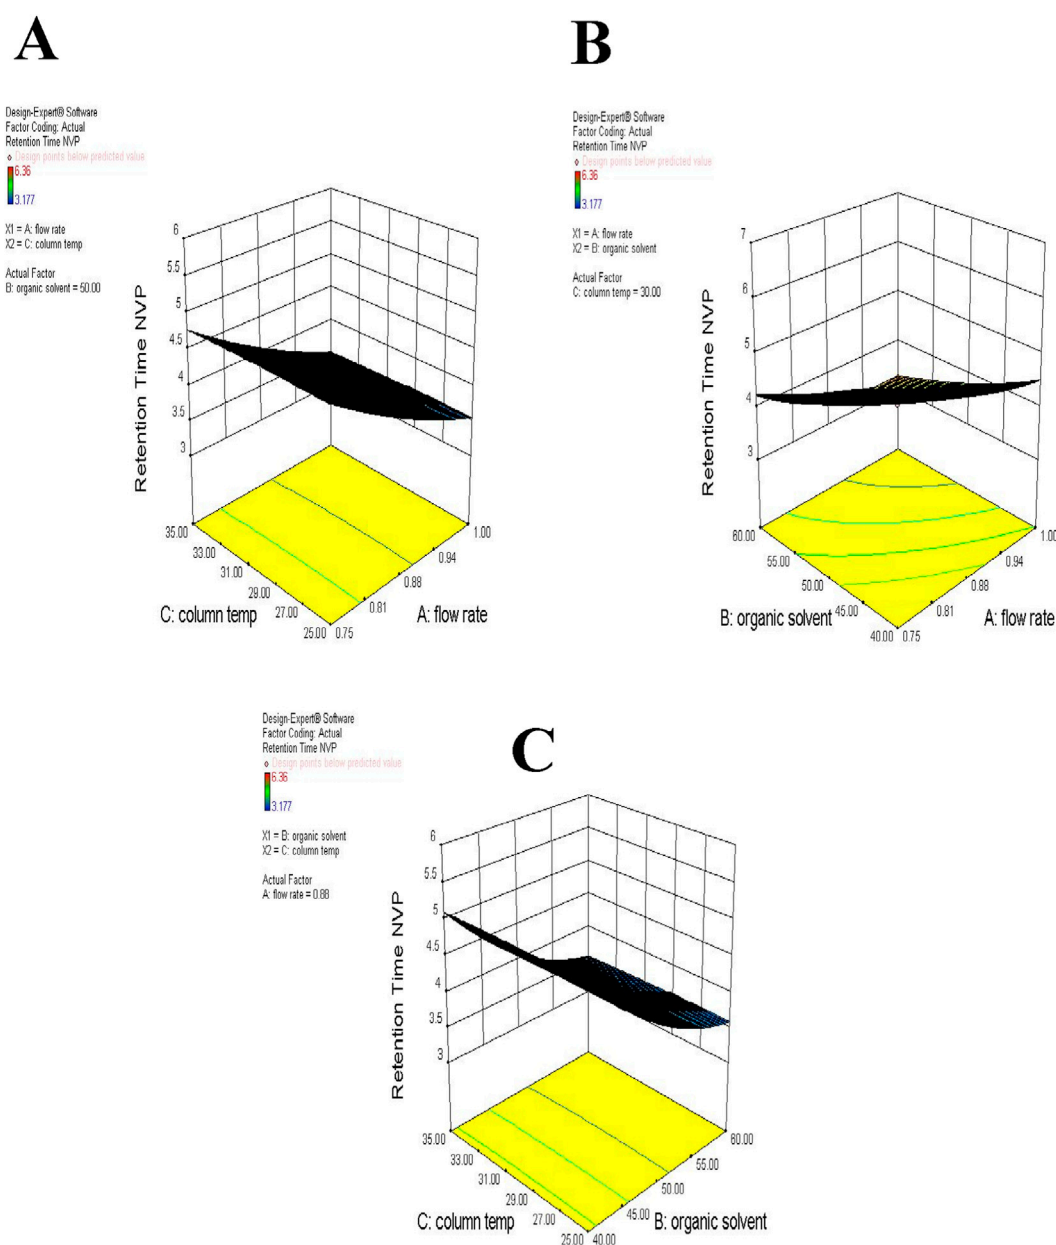 A
Design-Expert® Software
Factor Coding: Actual
Retention Time NVP
Design points below predicted value
6.36
3.177
X1 = A: flow rate
X2 = C: column temp
Actual Factor
B: organic solvent = 50.00
Retention Time NVP
6
5.5
5
4.5
4
3.5
3
35.00
33.00
31.00
29.00
27.00
25.00
C: column temp
0.75
0.81
0.88
0.94
1.00
A: flow rate
B
Design-Expert® Software
Factor Coding: Actual
Retention Time NVP
Design points below predicted value
6.36
3.177
X1 = A: flow rate
X2 = B: organic solvent
Actual Factor
C: column temp = 30.00
Retention Time NVP
7
6
5
4
3
60.00
55.00
50.00
45.00
40.00
B: organic solvent
0.75
0.81
0.88
0.94
1.00
A: flow rate
C
Design-Expert® Software
Factor Coding: Actual
Retention Time NVP
Design points below predicted value
6.36
3.177
X1 = B: organic solvent
X2 = C: column temp
Actual Factor
A: flow rate = 0.88
Retention Time NVP
6
5.5
5
4.5
4
3.5
3
35.00
33.00
31.00
29.00
27.00
25.00
C: column temp
40.00
45.00
50.00
55.00
60.00
B: organic solvent